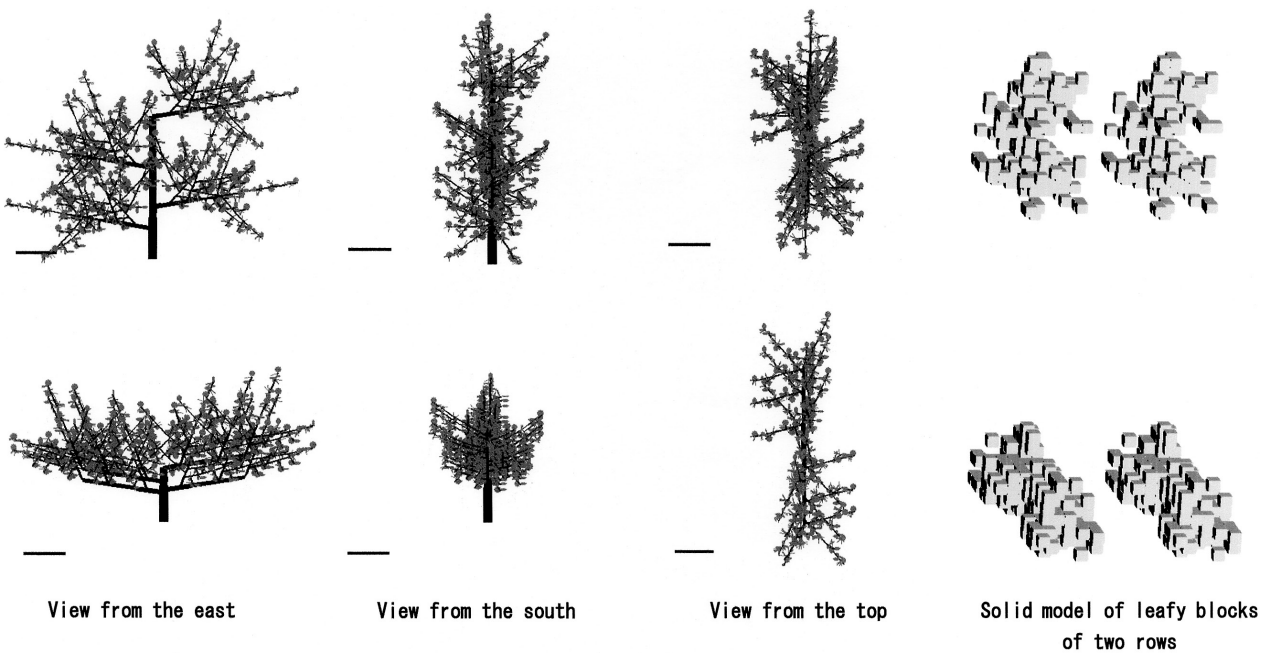 View from the east
View from the south
View from the top
Solid model of leafy blocks
of two rows